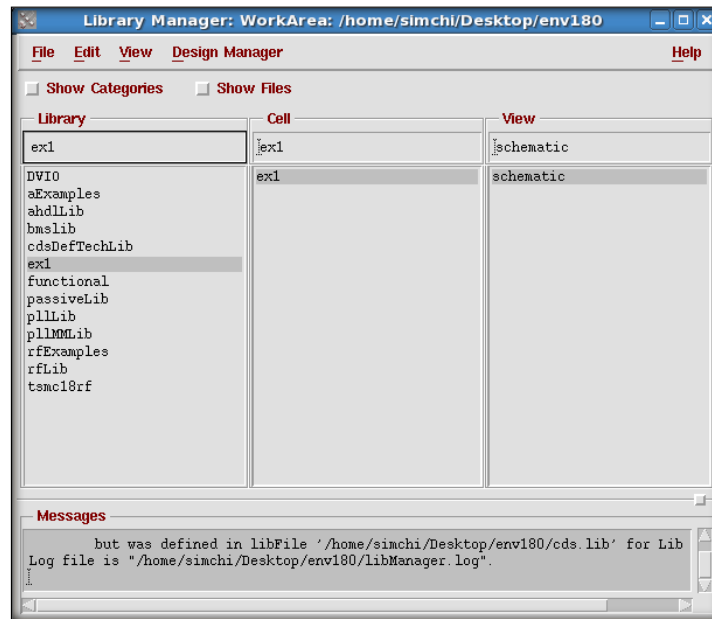 Library Manager: WorkArea: /home/simchi/Desktop/env180
File Edit View Design Manager Help
Show Categories Show Files
Library
ex1
DVIO
aExamples
ahdlLib
bmslib
cdsDefTechLib
ex1
functional
passiveLib
pllLib
pllMMLib
rfExamples
rfLib
tsmc18rf
Cell
ex1
ex1
View
schematic
schematic
Messages
but was defined in libFile '/home/simchi/Desktop/env180/cds.lib' for Lib
Log file is "/home/simchi/Desktop/env180/libManager.log".